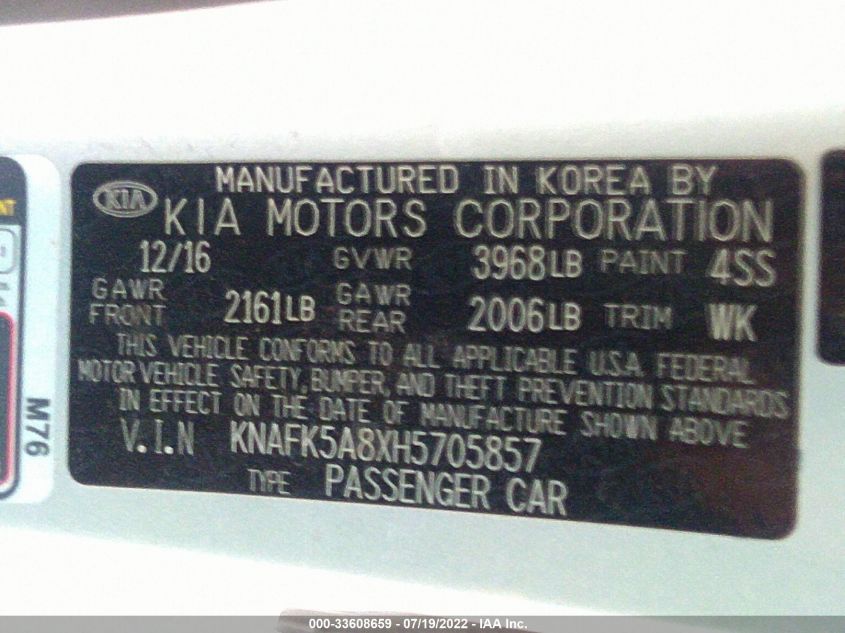 MANUFACTURED IN KOREA BY
KIA KIA MOTORS CORPORATION
12/16 GVWR 3968LB PAINT 4SS
GAWR FRONT 2161LB GAWR REAR 2006LB TRIM WK
THIS VEHICLE CONFORMS TO ALL APPLICABLE U.S.A. FEDERAL
MOTOR VEHICLE SAFETY, BUMPER, AND THEFT PREVENTION STANDARDS
IN EFFECT ON THE DATE OF MANUFACTURE SHOWN ABOVE
V.I.N KNAFK5A8XH5705857
TYPE PASSENGER CAR
M76
000-33608659 - 07/19/2022 - IAA Inc.